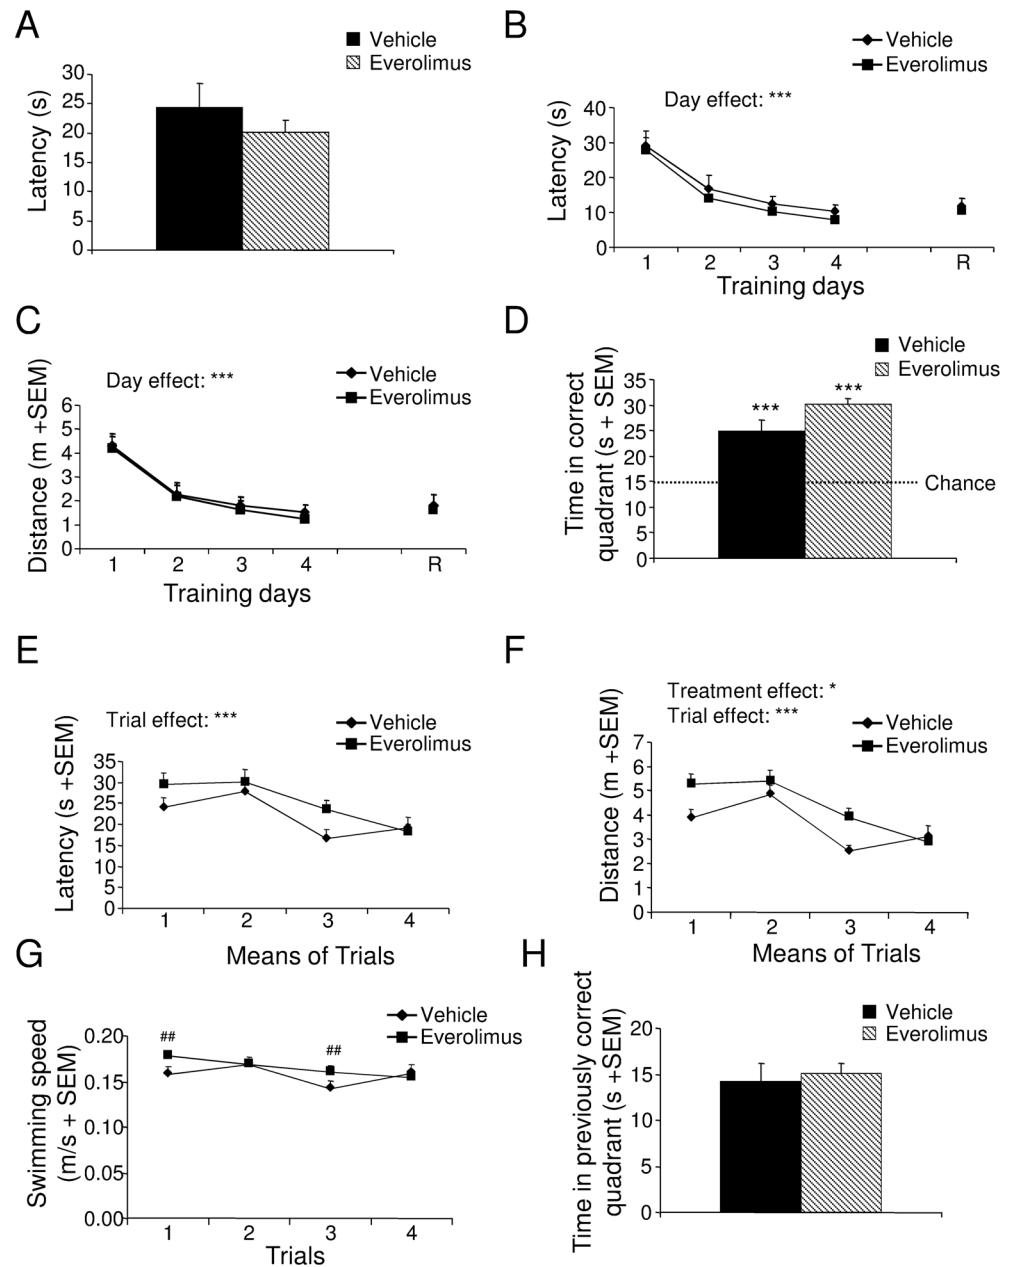 A
Vehicle
Everolimus
Latency (s)
30
25
20
15
10
5
0
B
Vehicle
Everolimus
Day effect: ***
Latency (s)
40
30
20
10
0
1 2 3 4 R
Training days
C
Day effect: ***
Vehicle
Everolimus
Distance (m +SEM)
6
5
4
3
2
1
0
1 2 3 4 R
Training days
D
Vehicle
Everolimus
Time in correct
quadrant (s + SEM)
35
30
25
20
15
10
5
0
*** ***
Chance
E
Trial effect: ***
Vehicle
Everolimus
Latency (s +SEM)
35
30
25
20
15
10
5
0
1 2 3 4
Means of Trials
F
Treatment effect: *
Trial effect: ***
Vehicle
Everolimus
Distance (m +SEM)
7
6
5
4
3
2
1
0
1 2 3 4
Means of Trials
G
Vehicle
Everolimus
Swimming speed
(m/s + SEM)
0.20
0.15
0.10
0.05
0.00
## ##
1 2 3 4
Trials
H
Vehicle
Everolimus
Time in previously correct
quadrant (s +SEM)
20
15
10
5
0